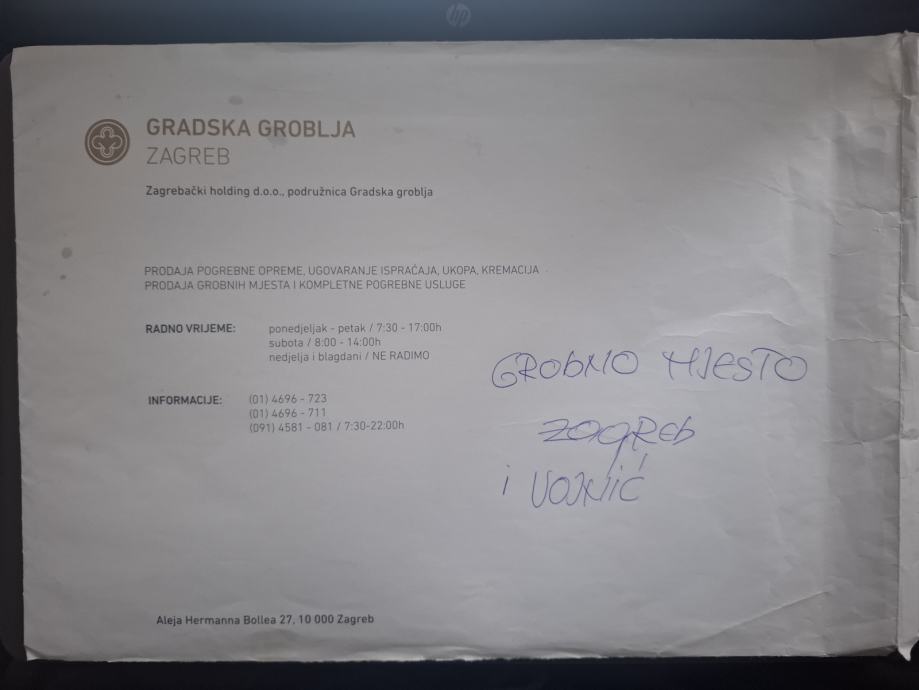 hp
GRADSKA GROBLJA
ZAGREB
Zagrebački holding d.o.o., podružnica Gradska groblja
PRODAJA POGREBNE OPREME, UGOVARANJE ISPRAĆAJA, UKOPA, KREMACIJA
PRODAJA GROBNIH MJESTA I KOMPLETNE POGREBNE USLUGE
RADNO VRIJEME: ponedjeljak - petak / 7:30 - 17:00h
subota / 8:00 - 14:00h
nedjelja i blagdani / NE RADIMO
INFORMACIJE: (01) 4696 - 723
(01) 4696 - 711
(091) 4581 - 081 / 7:30-22:00h
GROBNO MJESTO
ZAGREB
i VOJNIĆ
Aleja Hermanna Bollea 27, 10 000 Zagreb